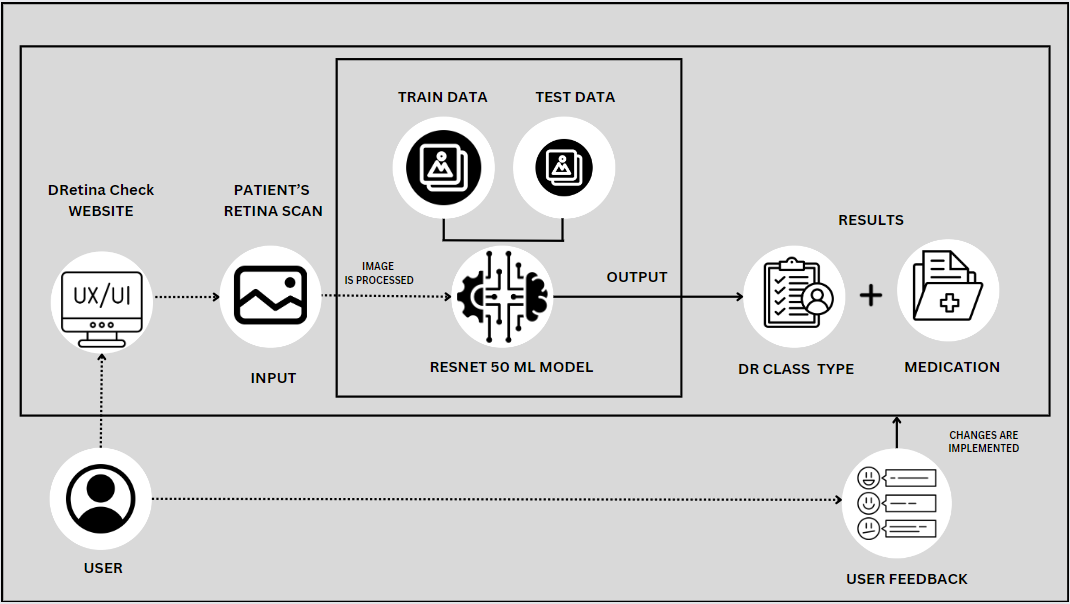 TRAIN DATA
TEST DATA
DRetina Check
WEBSITE
PATIENT'S
RETINA SCAN
RESULTS
UX/UI
IMAGE
IS PROCESSED
OUTPUT
INPUT
RESNET 50 ML MODEL
DR CLASS TYPE
MEDICATION
CHANGES ARE
IMPLEMENTED
USER
USER FEEDBACK